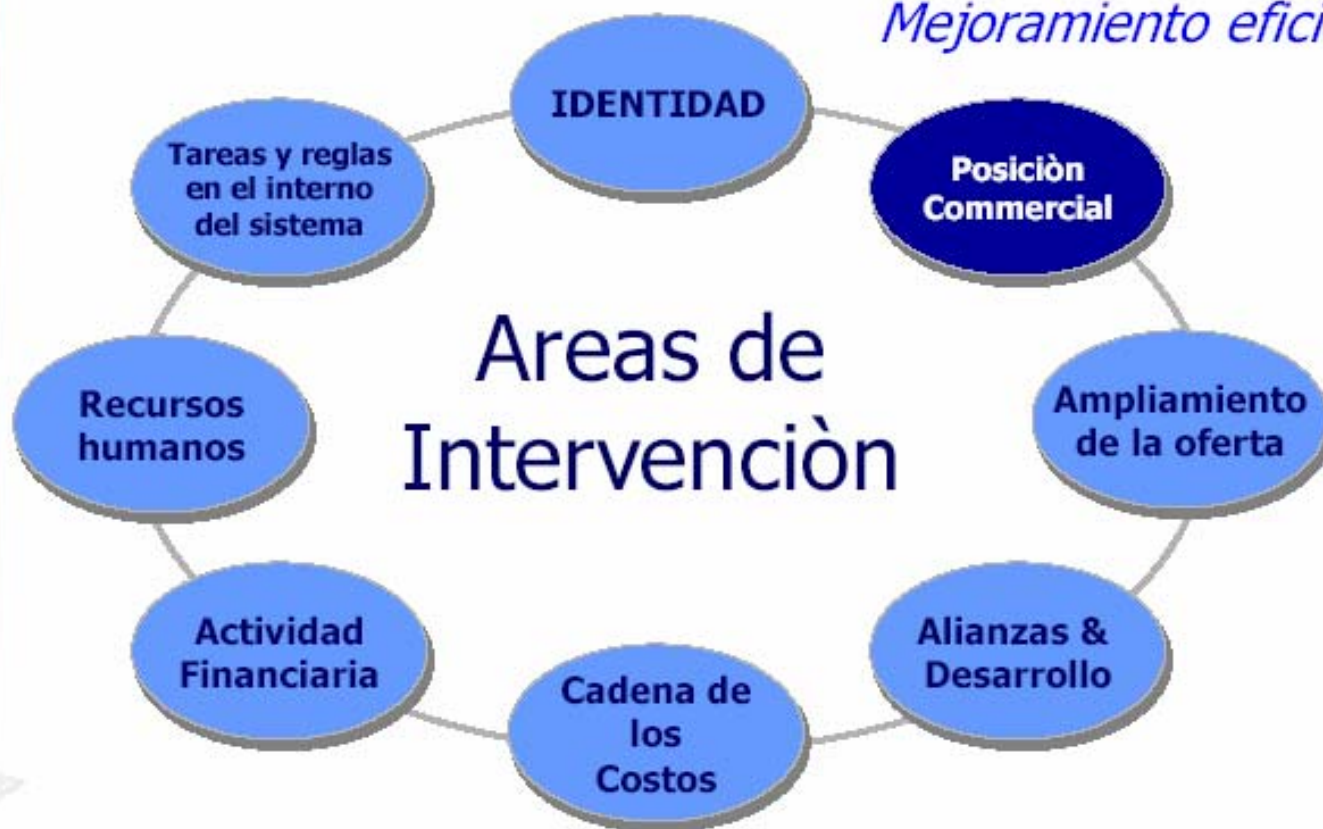 Mejoramiento efici
IDENTIDAD
Posiciòn
Commercial
Ampliamiento
de la oferta
Alianzas &
Desarrollo
Cadena de
los
Costos
Actividad
Financiaria
Recursos
humanos
Tareas y reglas
en el interno
del sistema
Areas de
Intervenciòn